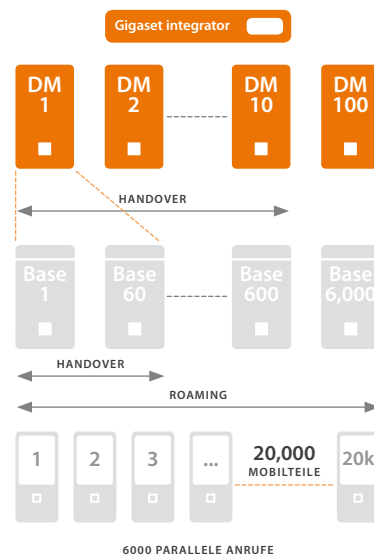 Gigaset integrator
DM 1
DM 2
DM 10
DM 100
HANDOVER
Base 1
Base 60
Base 600
Base 6,000
HANDOVER
ROAMING
1
2
3
...
20,000
MOBILTEILE
20k
6000 PARALLELE ANRUFE